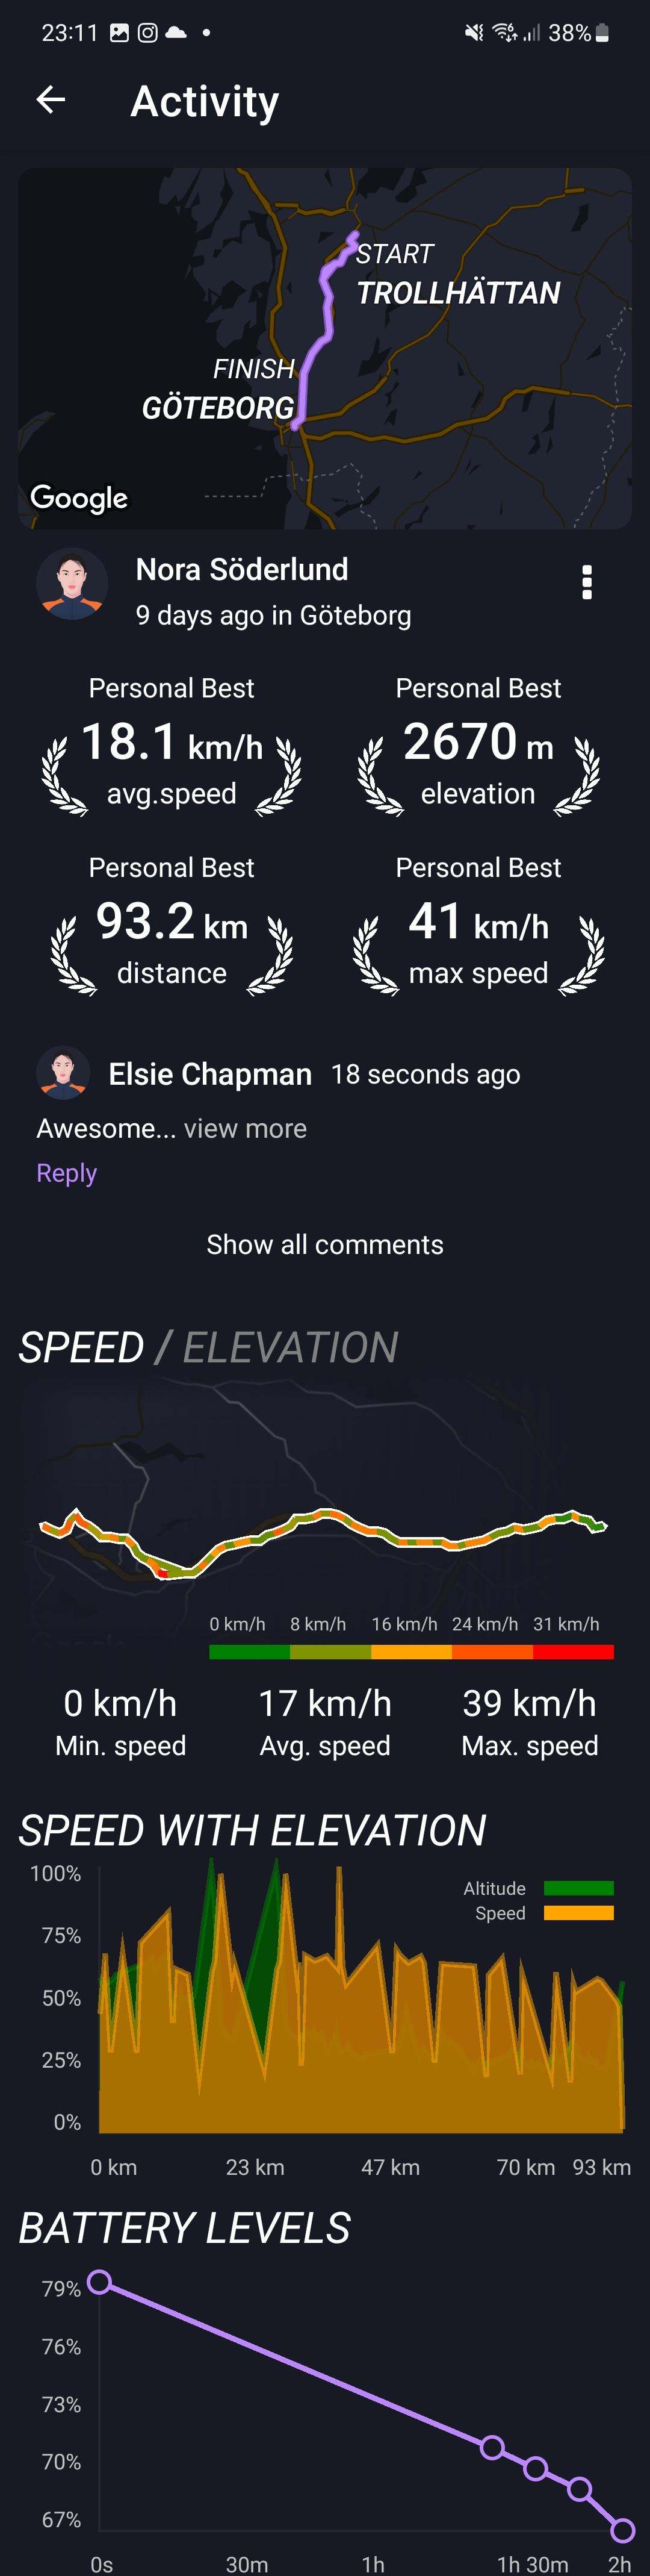 23:11 38%
Activity
START
TROLLHÄTTAN
FINISH
GÖTEBORG
Google
Nora Söderlund
9 days ago in Göteborg
Personal Best Personal Best
18.1 km/h 2670 m
avg.speed elevation
Personal Best Personal Best
93.2 km 41 km/h
distance max speed
Elsie Chapman 18 seconds ago
Awesome... view more
Reply
Show all comments
SPEED / ELEVATION
0 km/h 8 km/h 16 km/h 24 km/h 31 km/h
0 km/h 17 km/h 39 km/h
Min. speed Avg. speed Max. speed
SPEED WITH ELEVATION
100%
Altitude
Speed
75%
50%
25%
0%
0 km 23 km 47 km 70 km 93 km
BATTERY LEVELS
79%
76%
73%
70%
67%
0s 30m 1h 1h 30m 2h